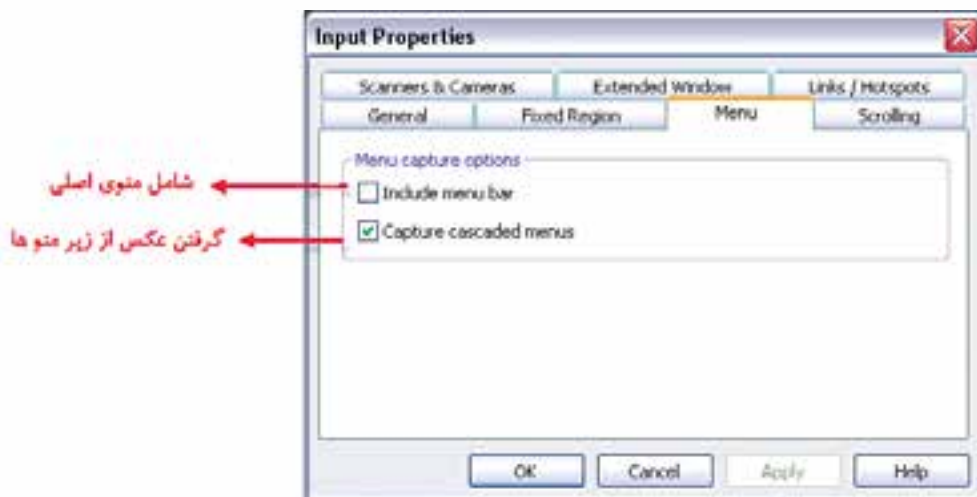 Input Properties
Scanners & Cameras Extended Window Links / Hotspots
General Fixed Region Menu Scrolling
Menu capture options
شامل منوی اصلی
Include menu bar
گرفتن عکس از زیر منو ها
Capture cascaded menus
OK Cancel Apply Help